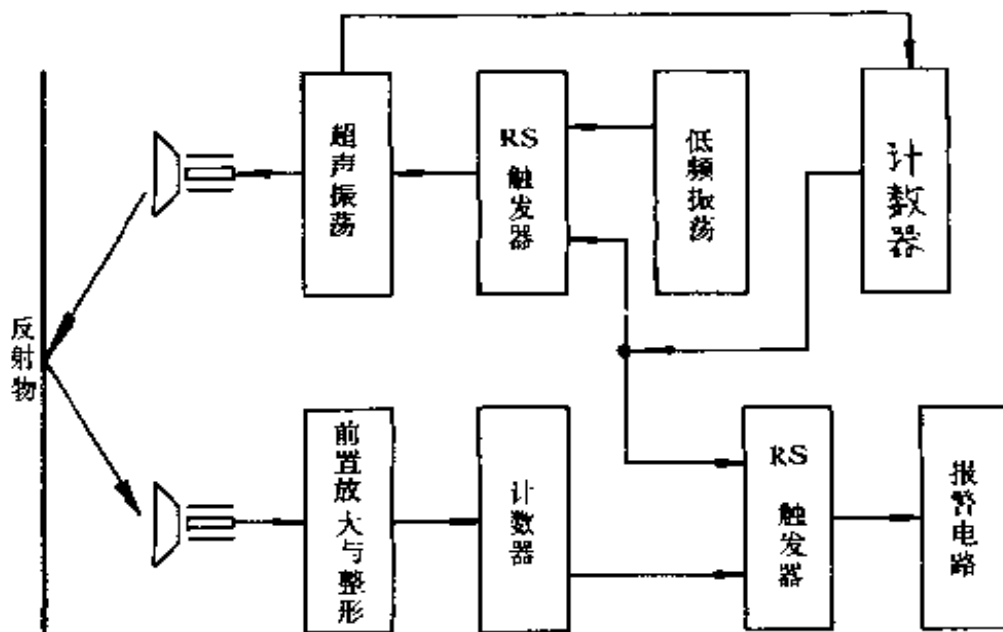 超声振荡
RS
触发器
低频振荡
计数器
反射物
前置放
大与整形
计数器
RS
触发器
报警电路